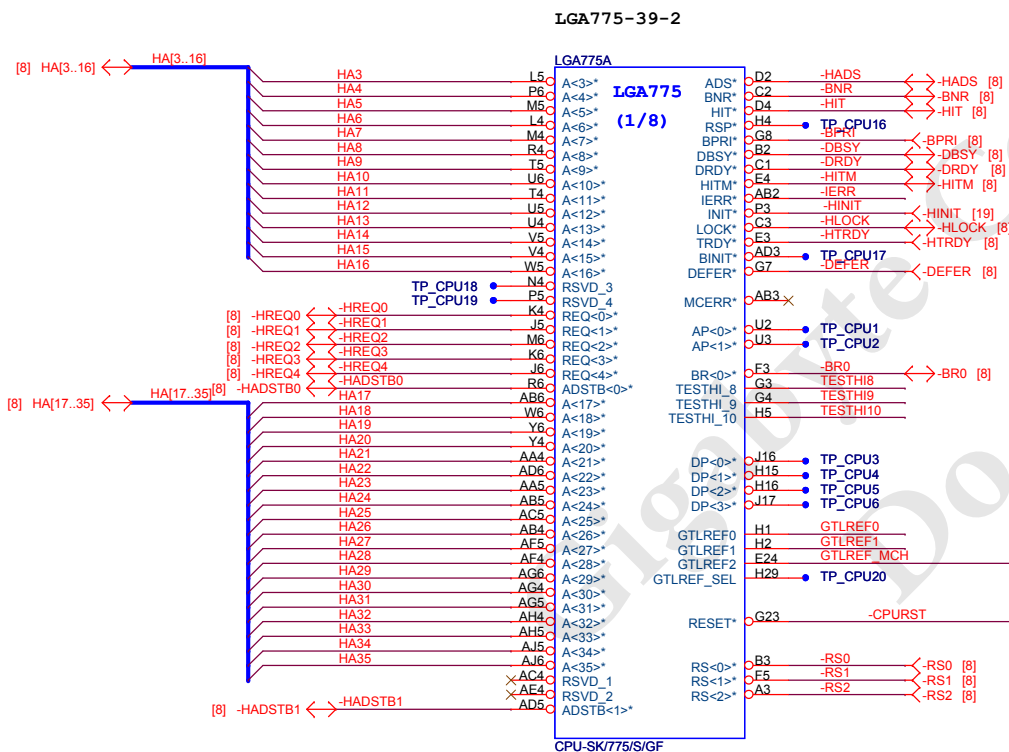 LGA775-39-2
LGA775A
LGA775
(1/8)
[8] HA[3..16] HA[3..16]
HA3 L5 A<3>*
HA4 P6 A<4>*
HA5 M5 A<5>*
HA6 L4 A<6>*
HA7 M4 A<7>*
HA8 R4 A<8>*
HA9 T5 A<9>*
HA10 U6 A<10>*
HA11 T4 A<11>*
HA12 U5 A<12>*
HA13 U4 A<13>*
HA14 V5 A<14>*
HA15 V4 A<15>*
HA16 W5 A<16>*
TP_CPU18 N4 RSVD_3
TP_CPU19 P5 RSVD_4
[8] -HREQ0 -HREQ0 K4 REQ<0>*
[8] -HREQ1 -HREQ1 J5 REQ<1>*
[8] -HREQ2 -HREQ2 M6 REQ<2>*
[8] -HREQ3 -HREQ3 K6 REQ<3>*
[8] -HREQ4 -HREQ4 J6 REQ<4>*
[8] -HADSTB0 -HADSTB0 R6 ADSTB<0>*
[8] HA[17..35] HA[17..35]
HA17 AB6 A<17>*
HA18 W6 A<18>*
HA19 Y6 A<19>*
HA20 Y4 A<20>*
HA21 AA4 A<21>*
HA22 AD6 A<22>*
HA23 AA5 A<23>*
HA24 AB5 A<24>*
HA25 AC5 A<25>*
HA26 AB4 A<26>*
HA27 AF5 A<27>*
HA28 AF4 A<28>*
HA29 AG6 A<29>*
HA30 AG4 A<30>*
HA31 AG5 A<31>*
HA32 AH4 A<32>*
HA33 AH5 A<33>*
HA34 AJ5 A<34>*
HA35 AJ6 A<35>*
AC4 RSVD_1
AE4 RSVD_2
[8] -HADSTB1 -HADSTB1 AD5 ADSTB<1>*
ADS* D2 -HADS -HADS [8]
BNR* C2 -BNR -BNR [8]
HIT* D4 -HIT -HIT [8]
RSP* H4 TP_CPU16
BPRI* G8 -BPRI -BPRI [8]
DBSY* B2 -DBSY -DBSY [8]
DRDY* C1 -DRDY -DRDY [8]
HITM* E4 -HITM -HITM [8]
IERR* AB2 -IERR
INIT* P3 -HINIT -HINIT [19]
LOCK* C3 -HLOCK -HLOCK [8]
TRDY* E3 -HTRDY -HTRDY [8]
BINIT* AD3 TP_CPU17
DEFER* G7 -DEFER -DEFER [8]
MCERR* AB3
AP<0>* U2 TP_CPU1
AP<1>* U3 TP_CPU2
BR<0>* F3 -BR0 -BR0 [8]
TESTHI_8 G3 TESTHI8
TESTHI_9 G4 TESTHI9
TESTHI_10 H5 TESTHI10
DP<0>* J16 TP_CPU3
DP<1>* H15 TP_CPU4
DP<2>* H16 TP_CPU5
DP<3>* J17 TP_CPU6
GTLREF0 H1 GTLREF0
GTLREF1 H2 GTLREF1
GTLREF2 E24 GTLREF_MCH
GTLREF_SEL H29 TP_CPU20
RESET* G23 -CPURST
RS<0>* B3 -RS0 -RS0 [8]
RS<1>* F5 -RS1 -RS1 [8]
RS<2>* A3 -RS2 -RS2 [8]
CPU-SK/775/S/GF
Gigabyte C
Do